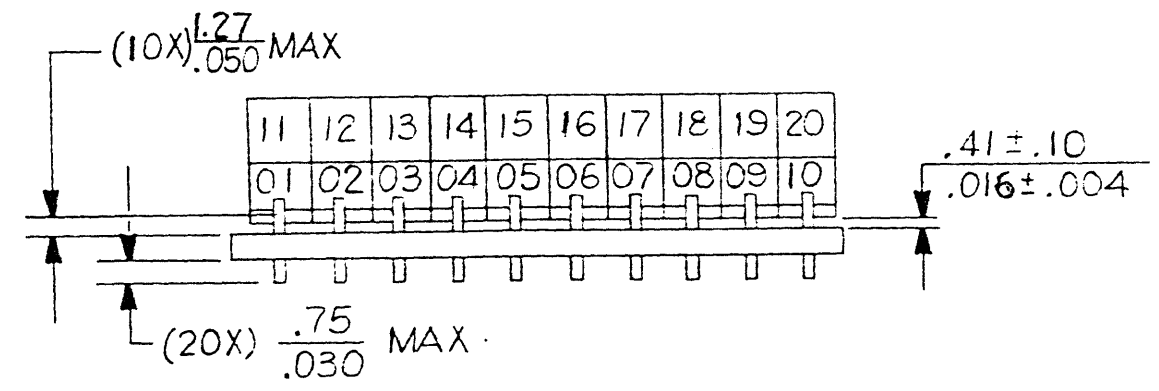 (10X) 1.27/.050 MAX
11 12 13 14 15 16 17 18 19 20
01 02 03 04 05 06 07 08 09 10
.41 ± .10
.016 ± .004
(20X) .75/.030 MAX